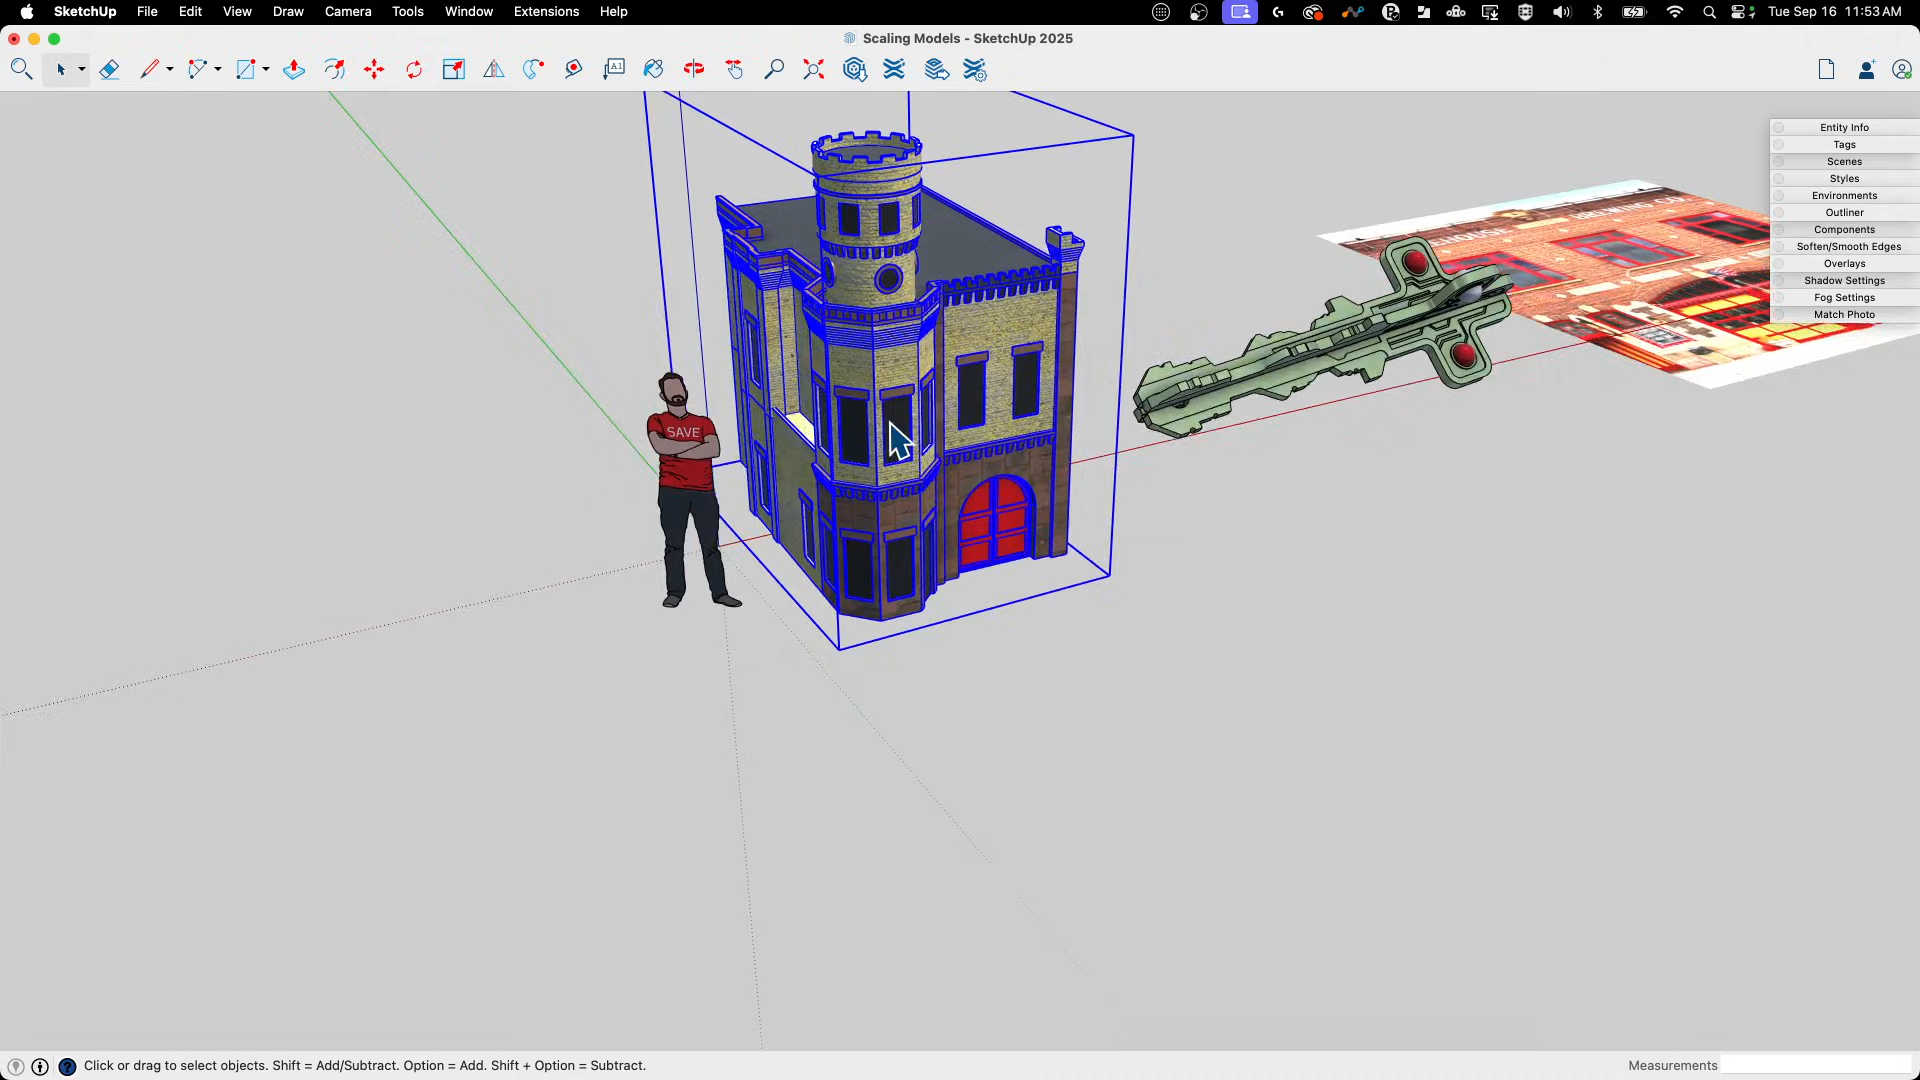 SketchUp File Edit View Draw Camera Tools Window Extensions Help Tue Sep 16 11:53 AM
Scaling Models - SketchUp 2025
A1
Entity Info
Tags
Scenes
Styles
Environments
Outliner
Components
Soften/Smooth Edges
Overlays
Shadow Settings
Fog Settings
Match Photo
SAVE
Click or drag to select objects. Shift = Add/Subtract. Option = Add. Shift + Option = Subtract.
Measurements